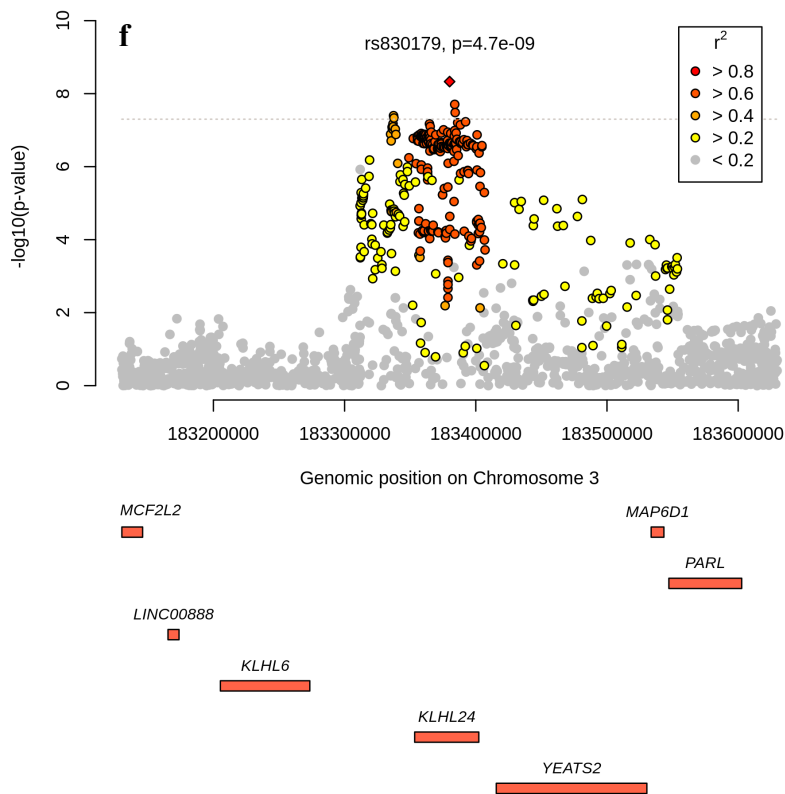 f
rs830179, p=4.7e-09
r2
> 0.8
> 0.6
> 0.4
> 0.2
< 0.2
10
8
6
4
2
0
-log10(p-value)
183200000 183300000 183400000 183500000 183600000
Genomic position on Chromosome 3
MCF2L2 MAP6D1
PARL
LINC00888
KLHL6
KLHL24
YEATS2